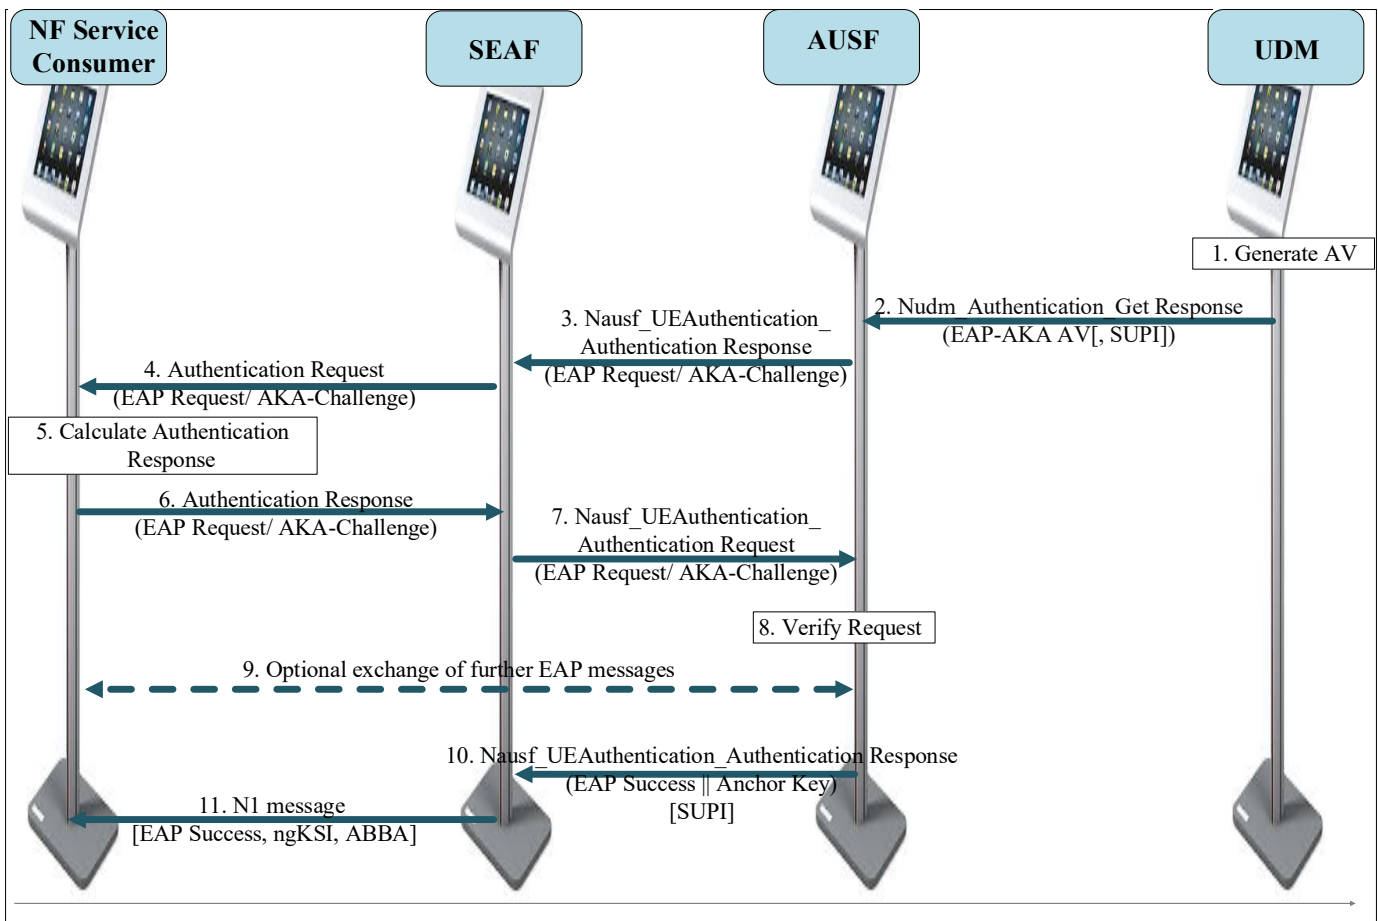 NF Service
Consumer
SEAF
AUSF
UDM
1. Generate AV
2. Nudm_Authentication_Get Response
(EAP-AKA AV[, SUPI])
3. Nausf_UEAuthentication_
Authentication Response
(EAP Request/ AKA-Challenge)
4. Authentication Request
(EAP Request/ AKA-Challenge)
5. Calculate Authentication
Response
6. Authentication Response
(EAP Request/ AKA-Challenge)
7. Nausf_UEAuthentication_
Authentication Request
(EAP Request/ AKA-Challenge)
8. Verify Request
9. Optional exchange of further EAP messages
10. Nausf_UEAuthentication_Authentication Response
(EAP Success || Anchor Key)
[SUPI]
11. N1 message
[EAP Success, ngKSI, ABBA]